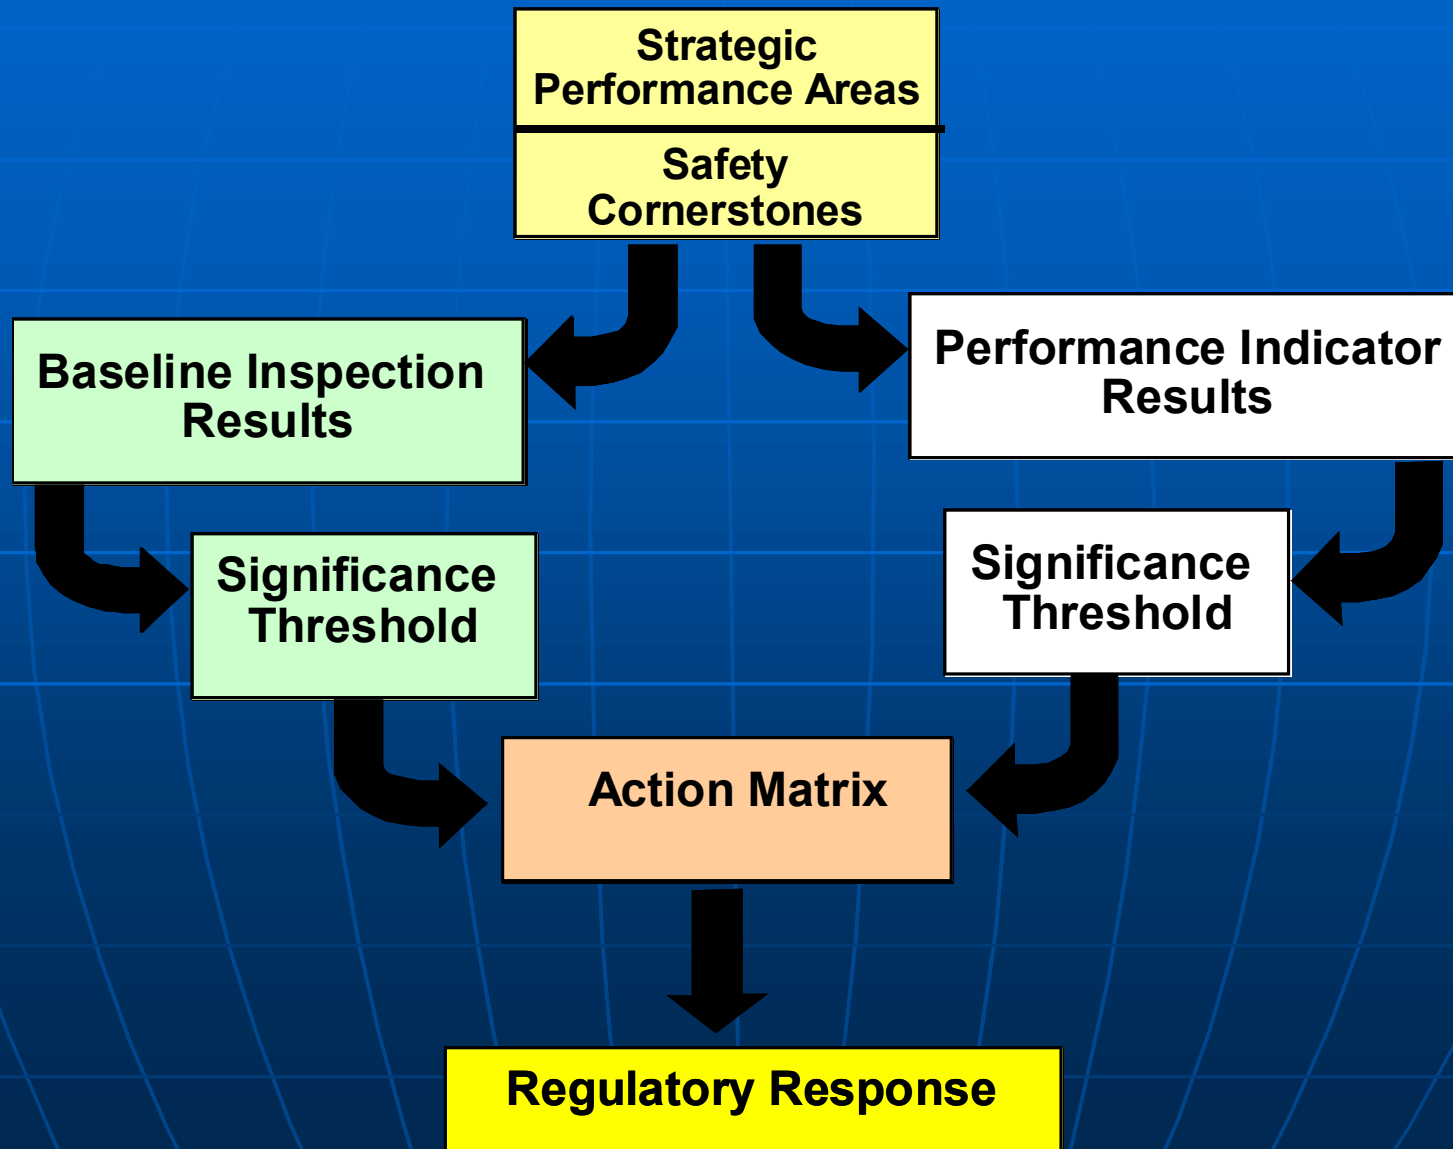 Strategic
Performance Areas
Safety
Cornerstones
Baseline Inspection
Results
Performance Indicator
Results
Significance
Threshold
Significance
Threshold
Action Matrix
Regulatory Response